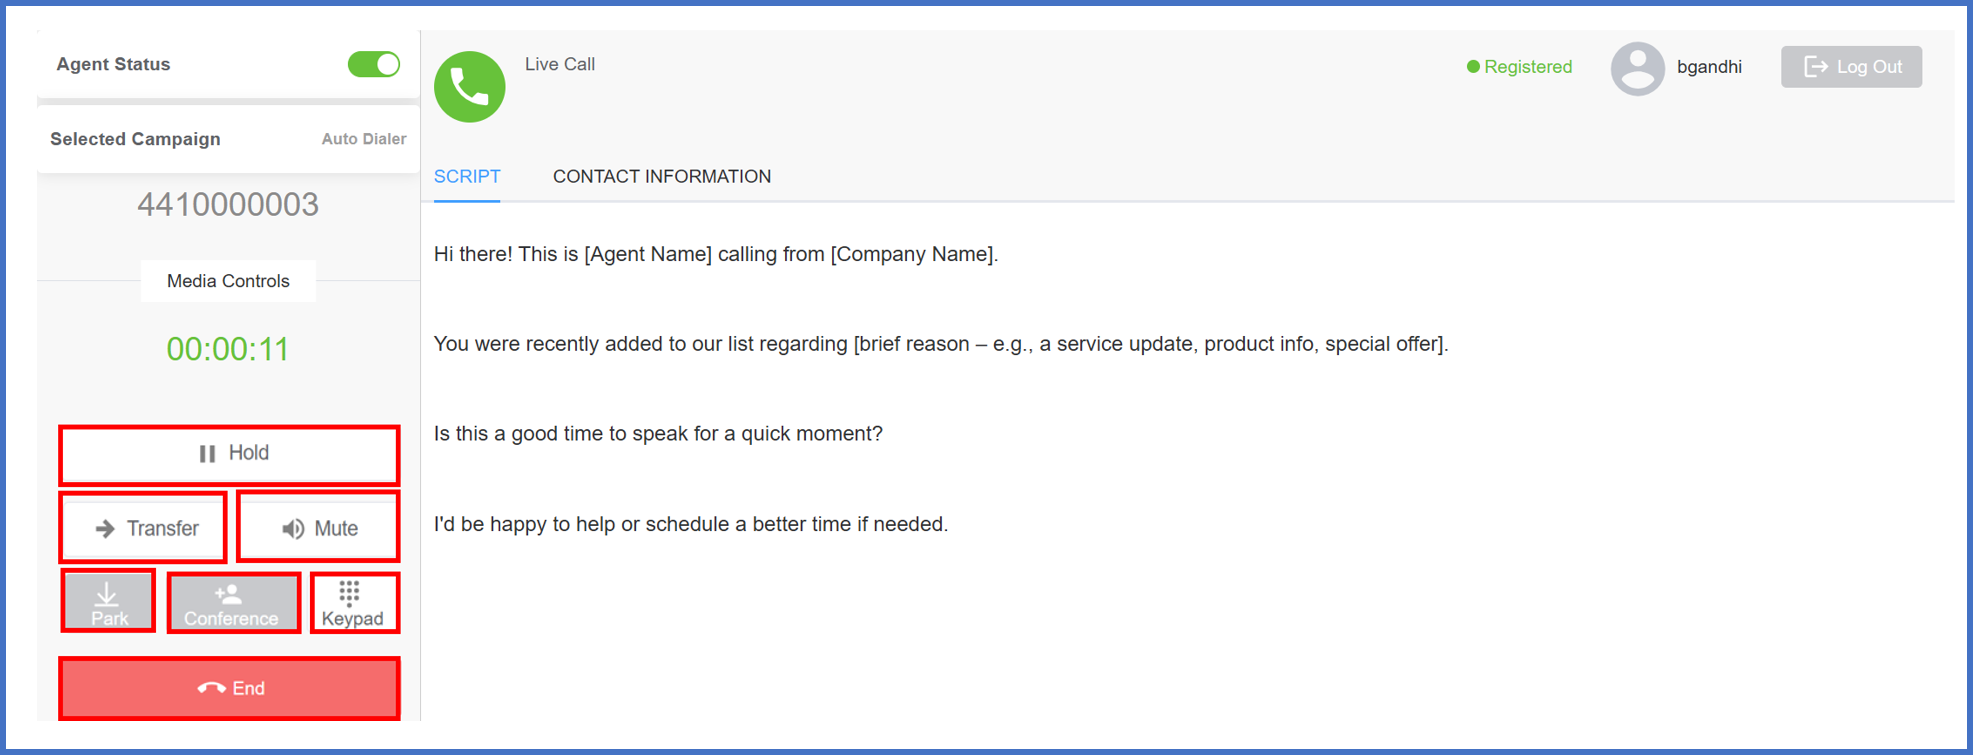 Agent Status
Selected Campaign Auto Dialer
4410000003
Media Controls
00:00:11
Hold
Transfer
Mute
Park
Conference
Keypad
End
Live Call
Registered
bgandhi
Log Out
SCRIPT
CONTACT INFORMATION
Hi there! This is [Agent Name] calling from [Company Name].
You were recently added to our list regarding [brief reason – e.g., a service update, product info, special offer].
Is this a good time to speak for a quick moment?
I'd be happy to help or schedule a better time if needed.